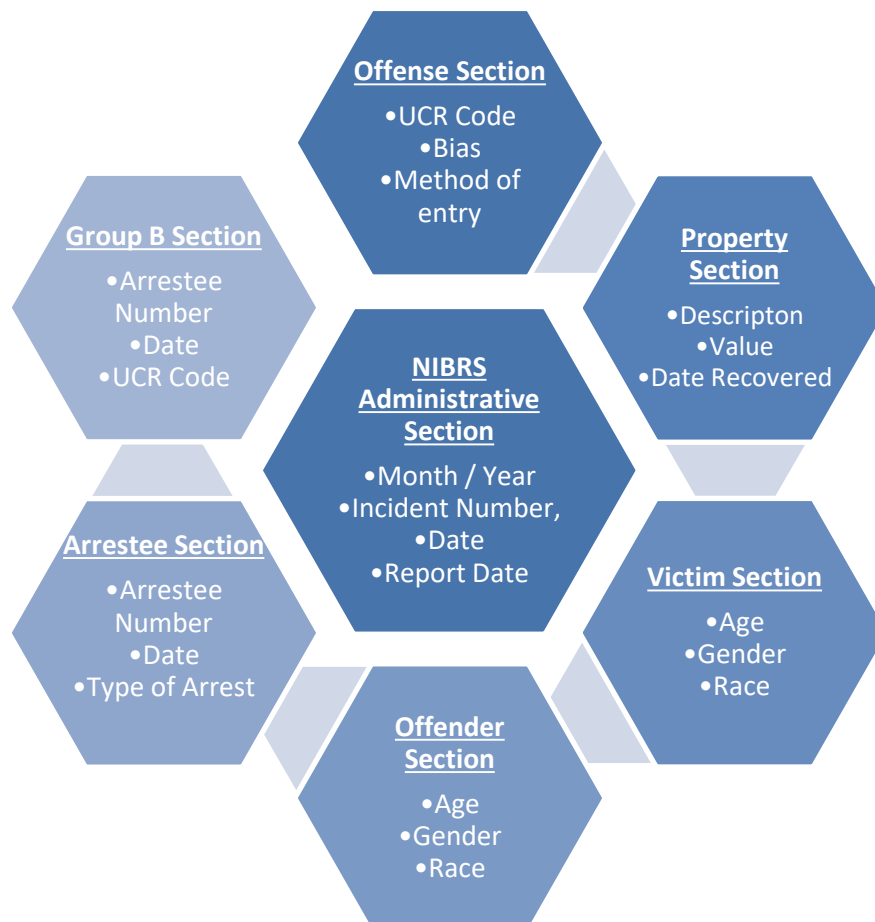 Offense Section
•UCR Code
•Bias
•Method of
entry
Property
Section
•Descripton
•Value
•Date Recovered
Victim Section
•Age
•Gender
•Race
Offender
Section
•Age
•Gender
•Race
Arrestee Section
•Arrestee
Number
•Date
•Type of Arrest
Group B Section
•Arrestee
Number
•Date
•UCR Code
NIBRS
Administrative
Section
•Month / Year
•Incident Number,
•Date
•Report Date